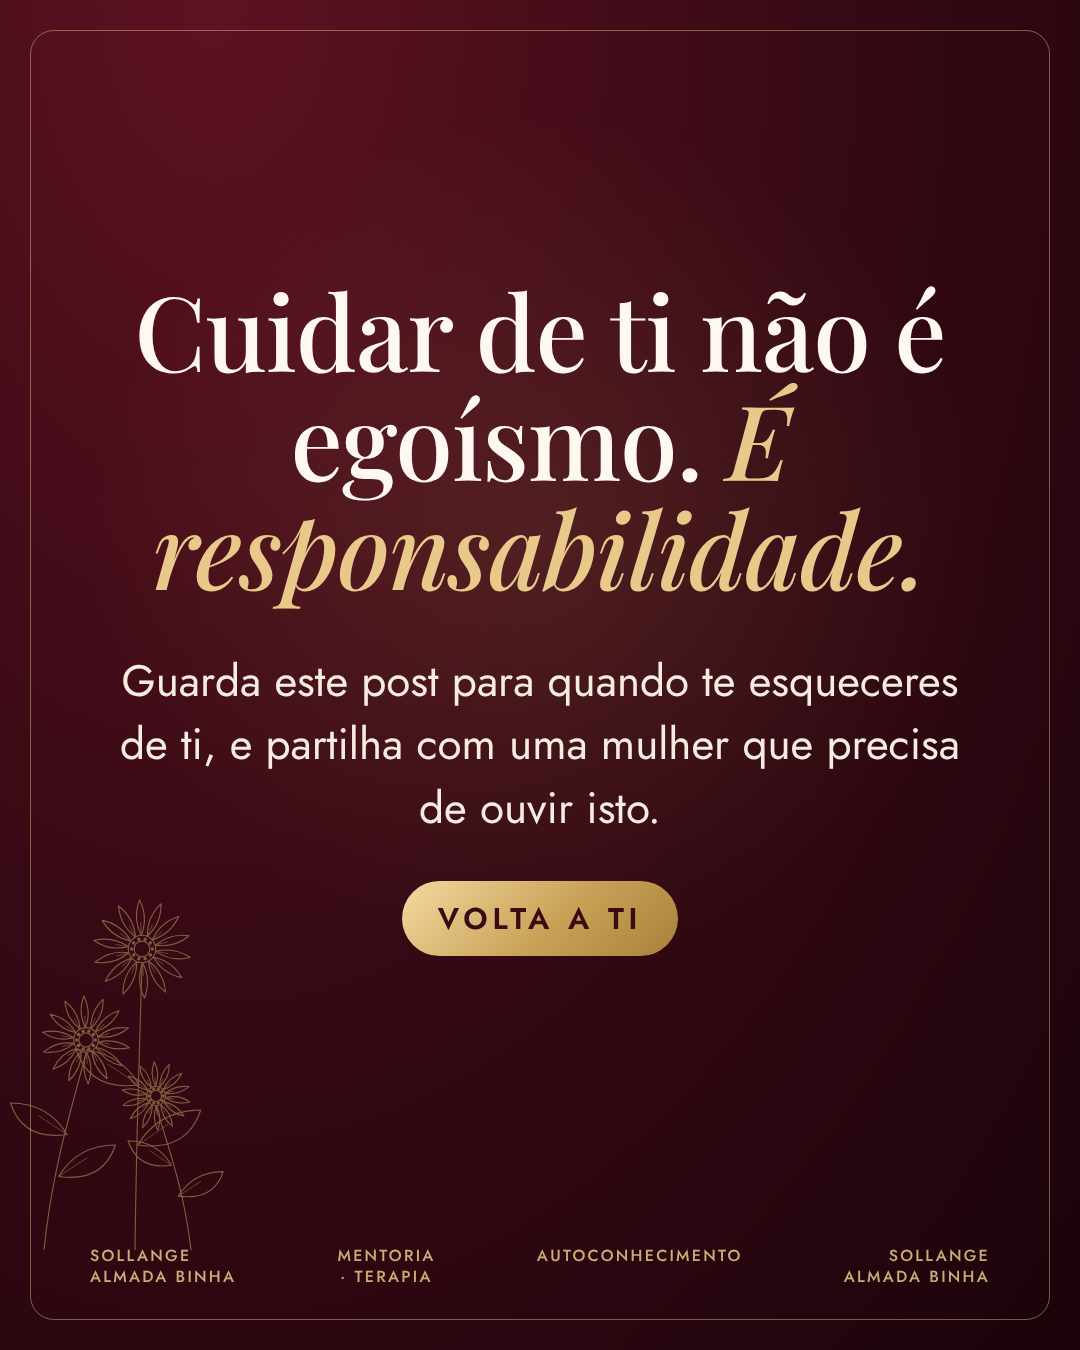 Cuidar de ti não é
egoísmo. É
responsabilidade.
Guarda este post para quando te esqueceres
de ti, e partilha com uma mulher que precisa
de ouvir isto.
VOLTA A TI
SOLLANGE
ALMADA BINHA
MENTORIA
· TERAPIA
AUTOCONHECIMENTO
SOLLANGE
ALMADA BINHA